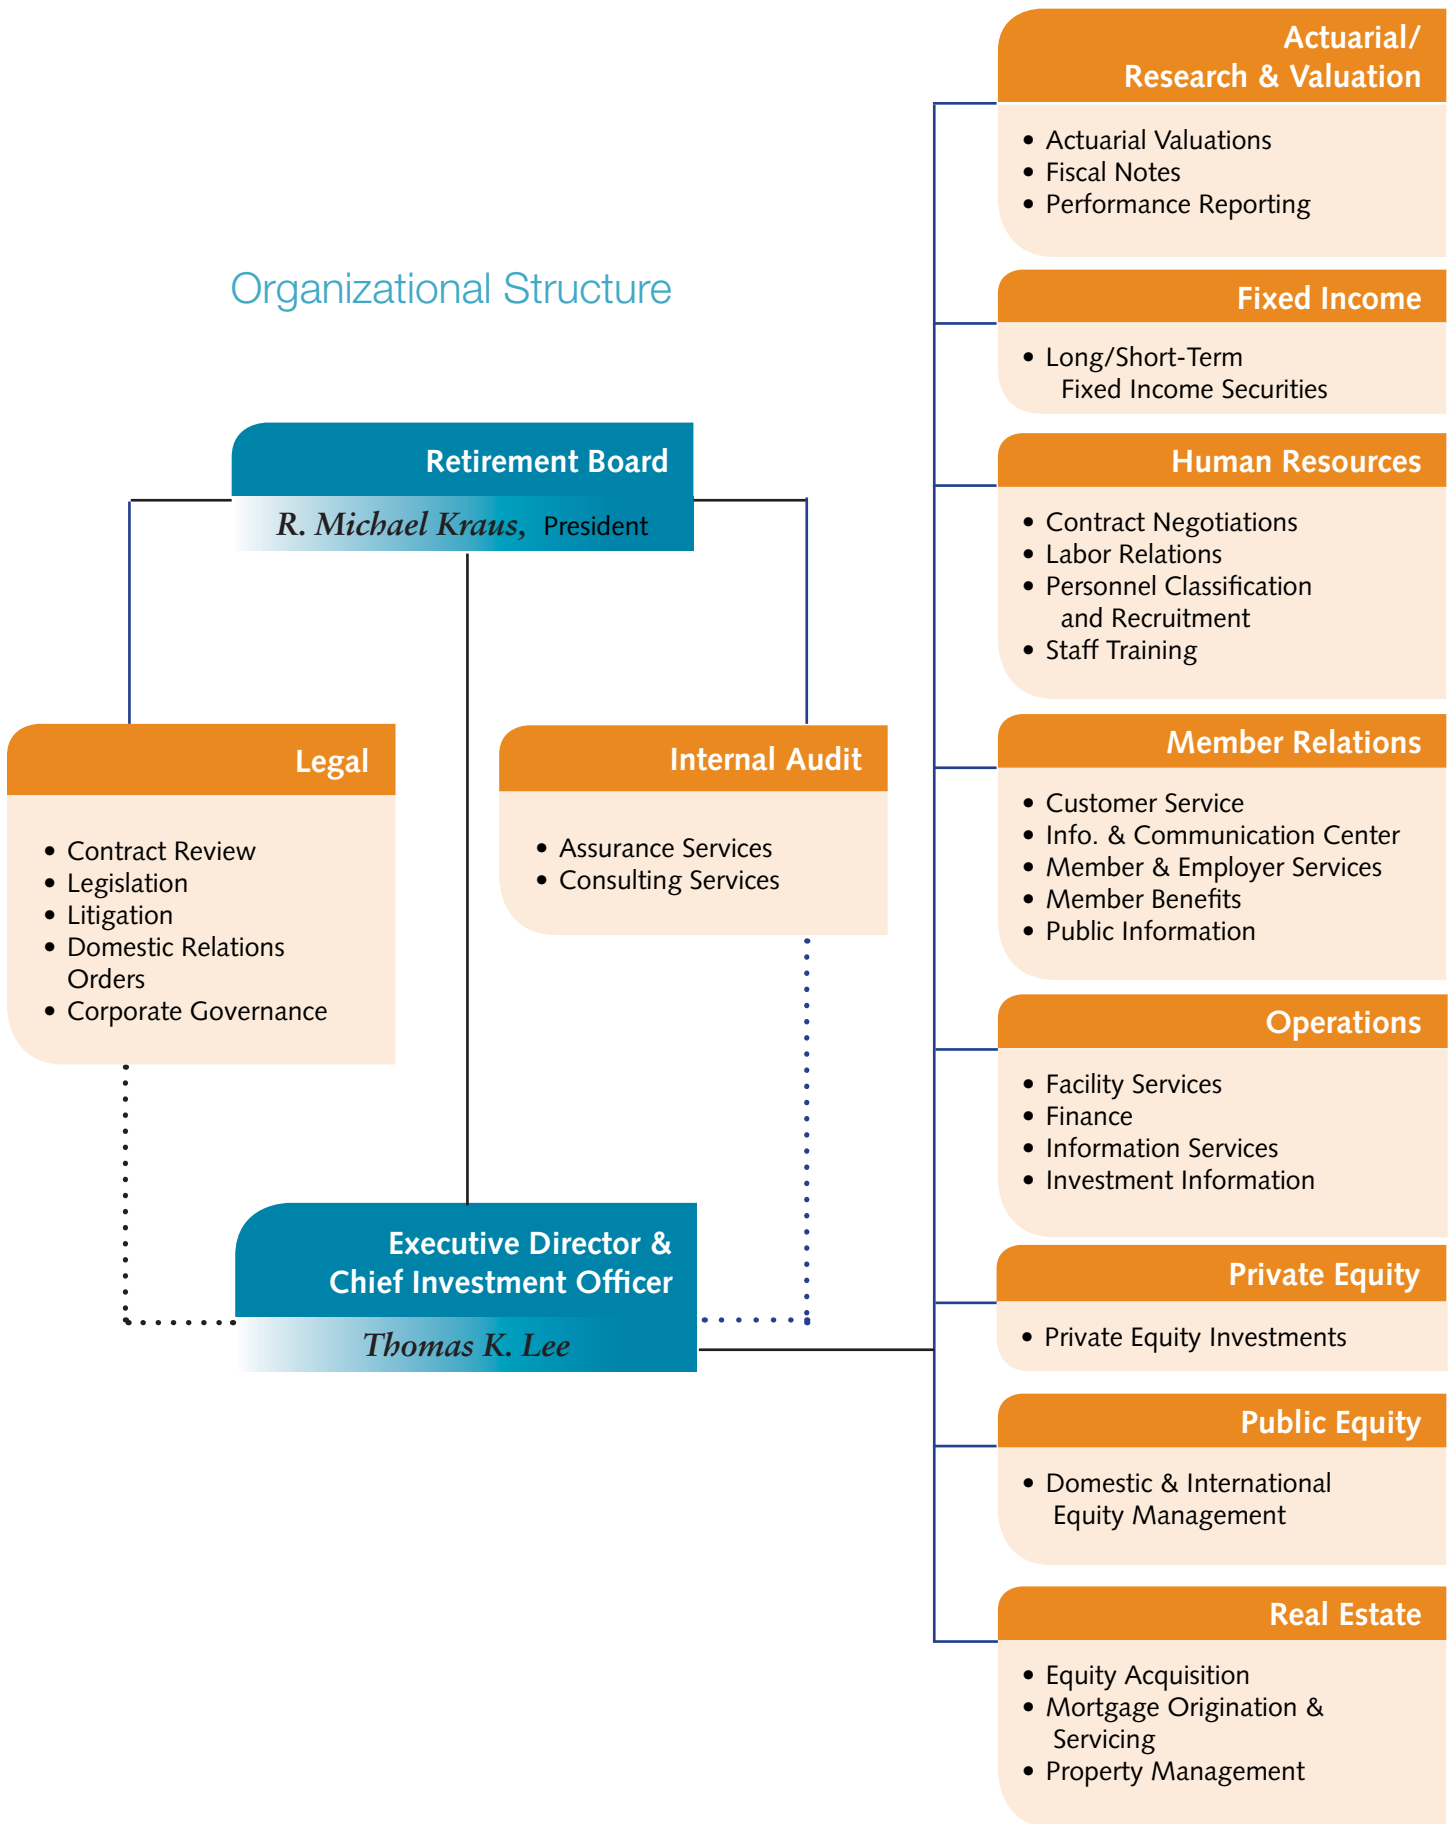 Organizational Structure
Retirement Board
R. Michael Kraus, President
Legal
• Contract Review
• Legislation
• Litigation
• Domestic Relations
Orders
• Corporate Governance
Internal Audit
• Assurance Services
• Consulting Services
Executive Director &
Chief Investment Officer
Thomas K. Lee
Actuarial/
Research & Valuation
• Actuarial Valuations
• Fiscal Notes
• Performance Reporting
Fixed Income
• Long/Short-Term
Fixed Income Securities
Human Resources
• Contract Negotiations
• Labor Relations
• Personnel Classification
and Recruitment
• Staff Training
Member Relations
• Customer Service
• Info. & Communication Center
• Member & Employer Services
• Member Benefits
• Public Information
Operations
• Facility Services
• Finance
• Information Services
• Investment Information
Private Equity
• Private Equity Investments
Public Equity
• Domestic & International
Equity Management
Real Estate
• Equity Acquisition
• Mortgage Origination &
Servicing
• Property Management